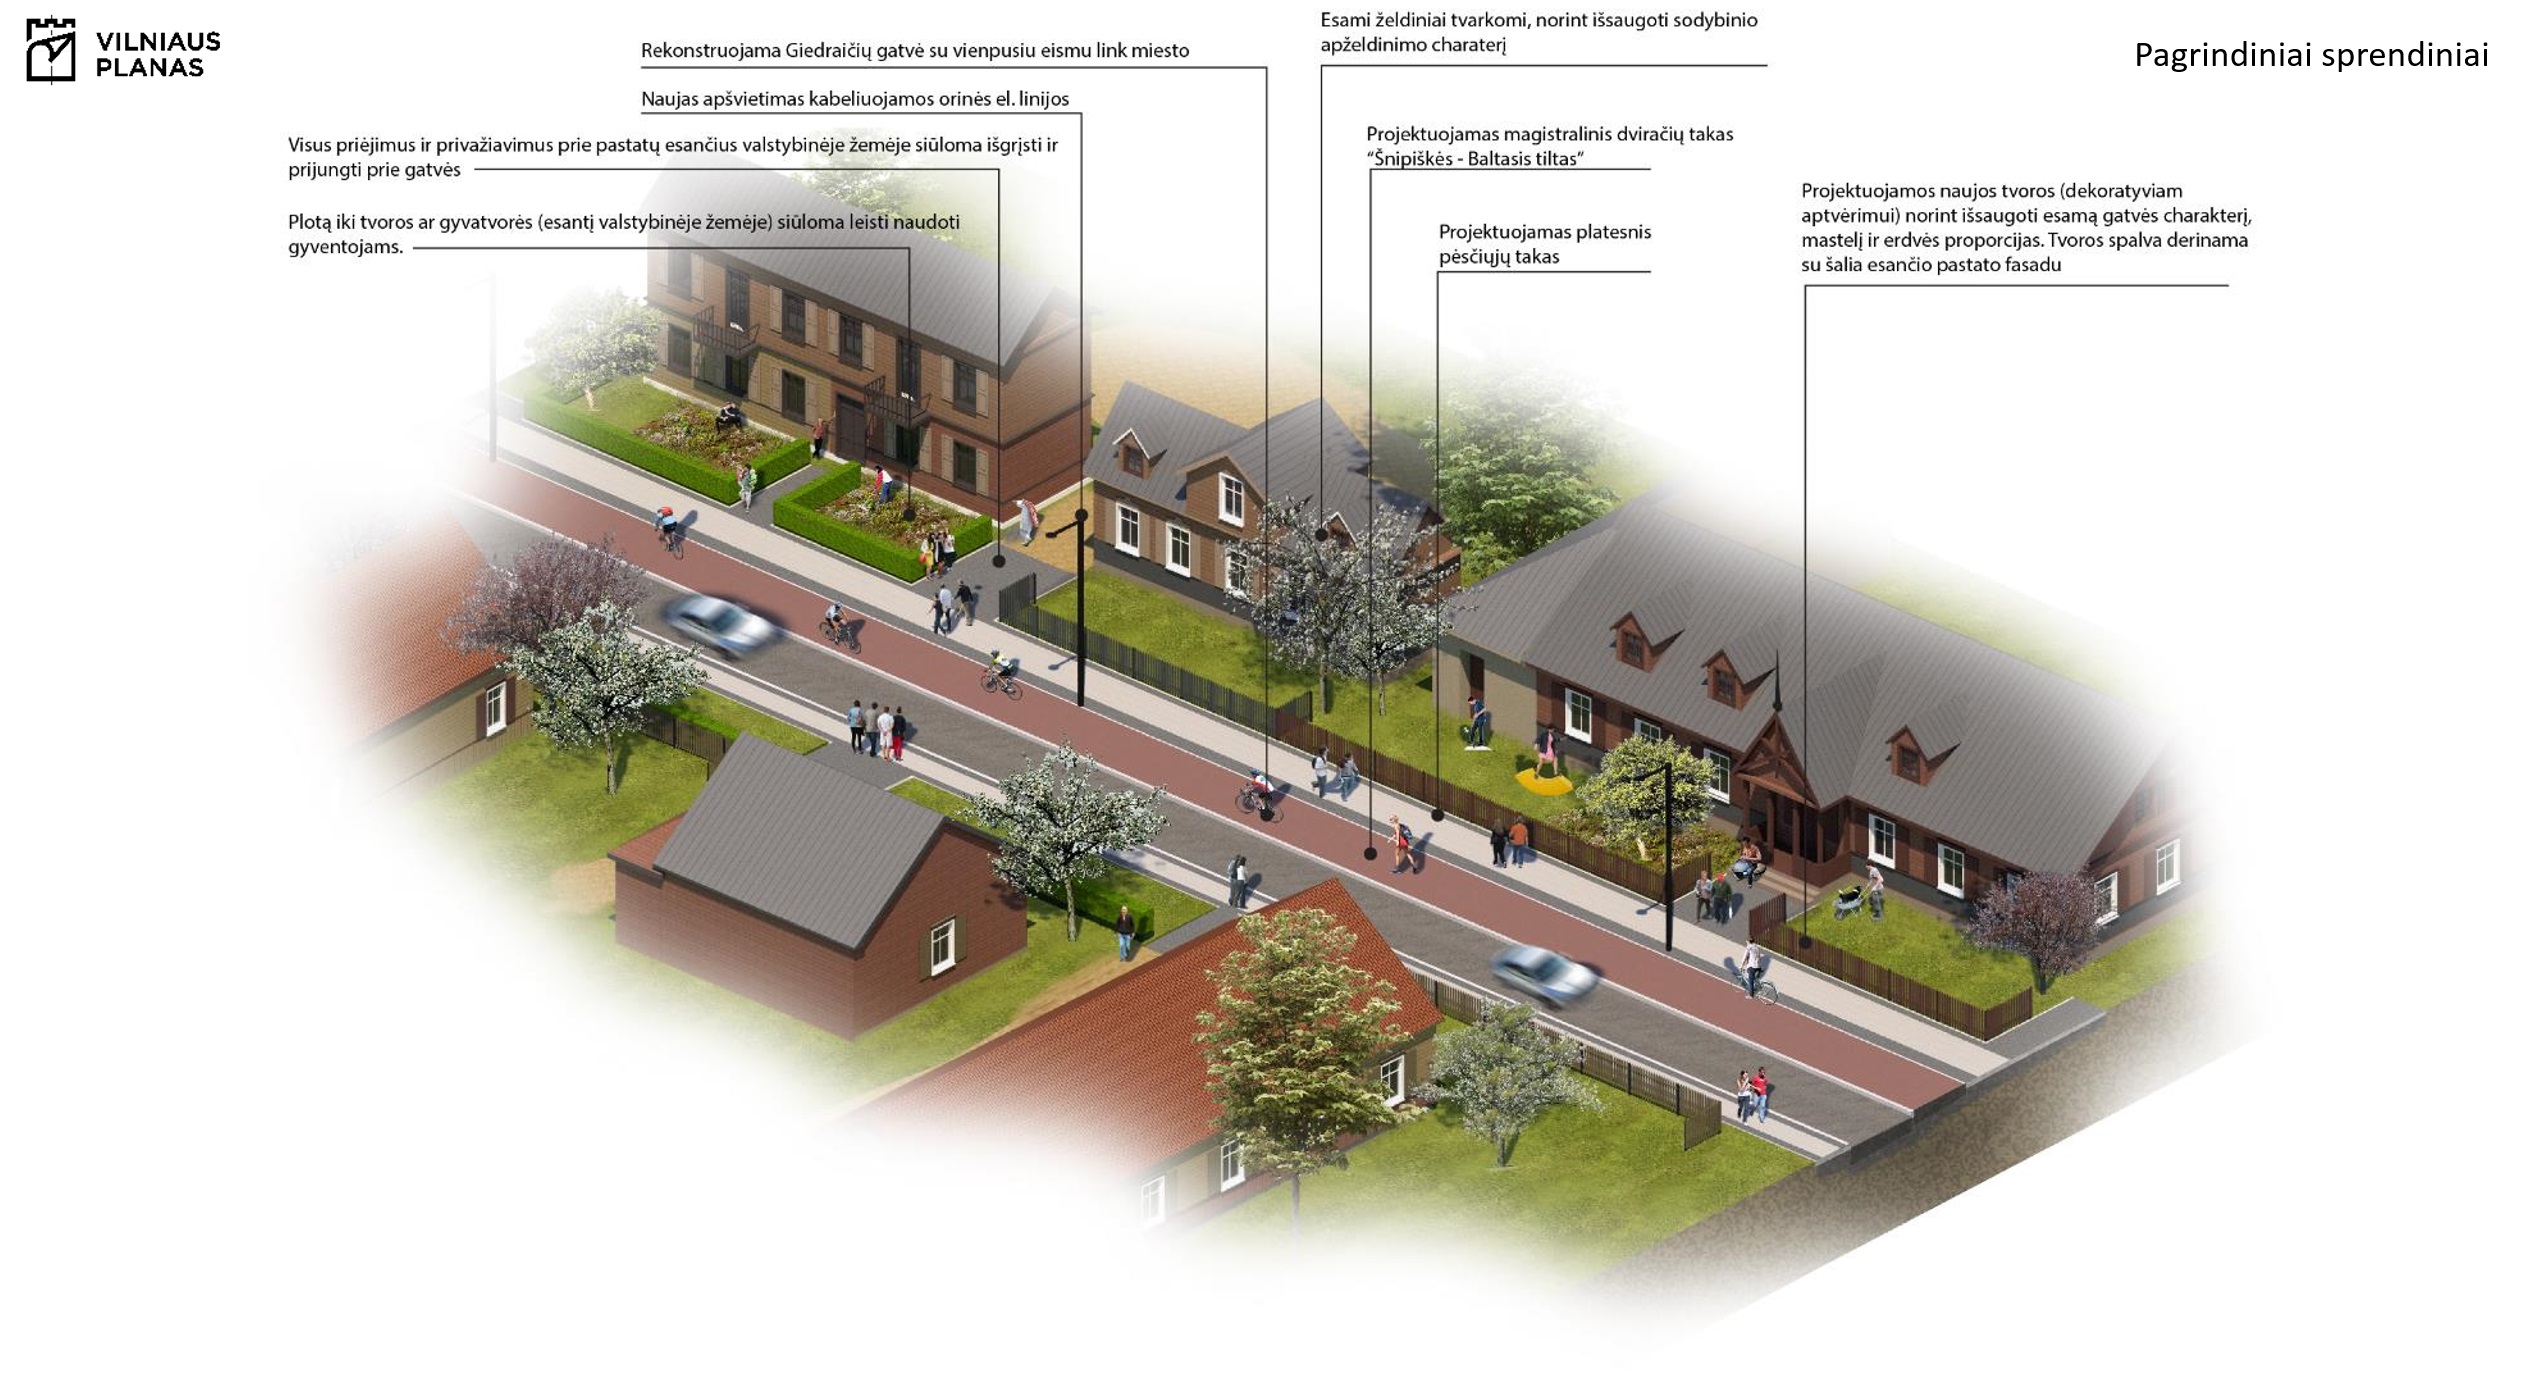 VILNIAUS
PLANAS
Pagrindiniai sprendiniai
Rekonstruojama Giedraičių gatvė su vienpusiu eismu link miesto
Naujas apšvietimas kabeliuojamos orinės el. linijos
Visus priėjimus ir privažiavimus prie pastatų esančius valstybinėje žemėje siūloma išgrįsti ir
prijungti prie gatvės
Plotą iki tvoros ar gyvatvorės (esantį valstybinėje žemėje) siūloma leisti naudoti
gyventojams.
Esami želdiniai tvarkomi, norint išsaugoti sodybinio
apželdinimo charaterį
Projektuojamas magistralinis dviračių takas
“Šnipiškės - Baltasis tiltas“
Projektuojamas platesnis
pėsčiųjų takas
Projektuojamos naujos tvoros (dekoratyviam
aptvėrimui) norint išsaugoti esamą gatvės charakterį,
mastelį ir erdvės proporcijas. Tvoros spalva derinama
su šalia esančio pastato fasadu